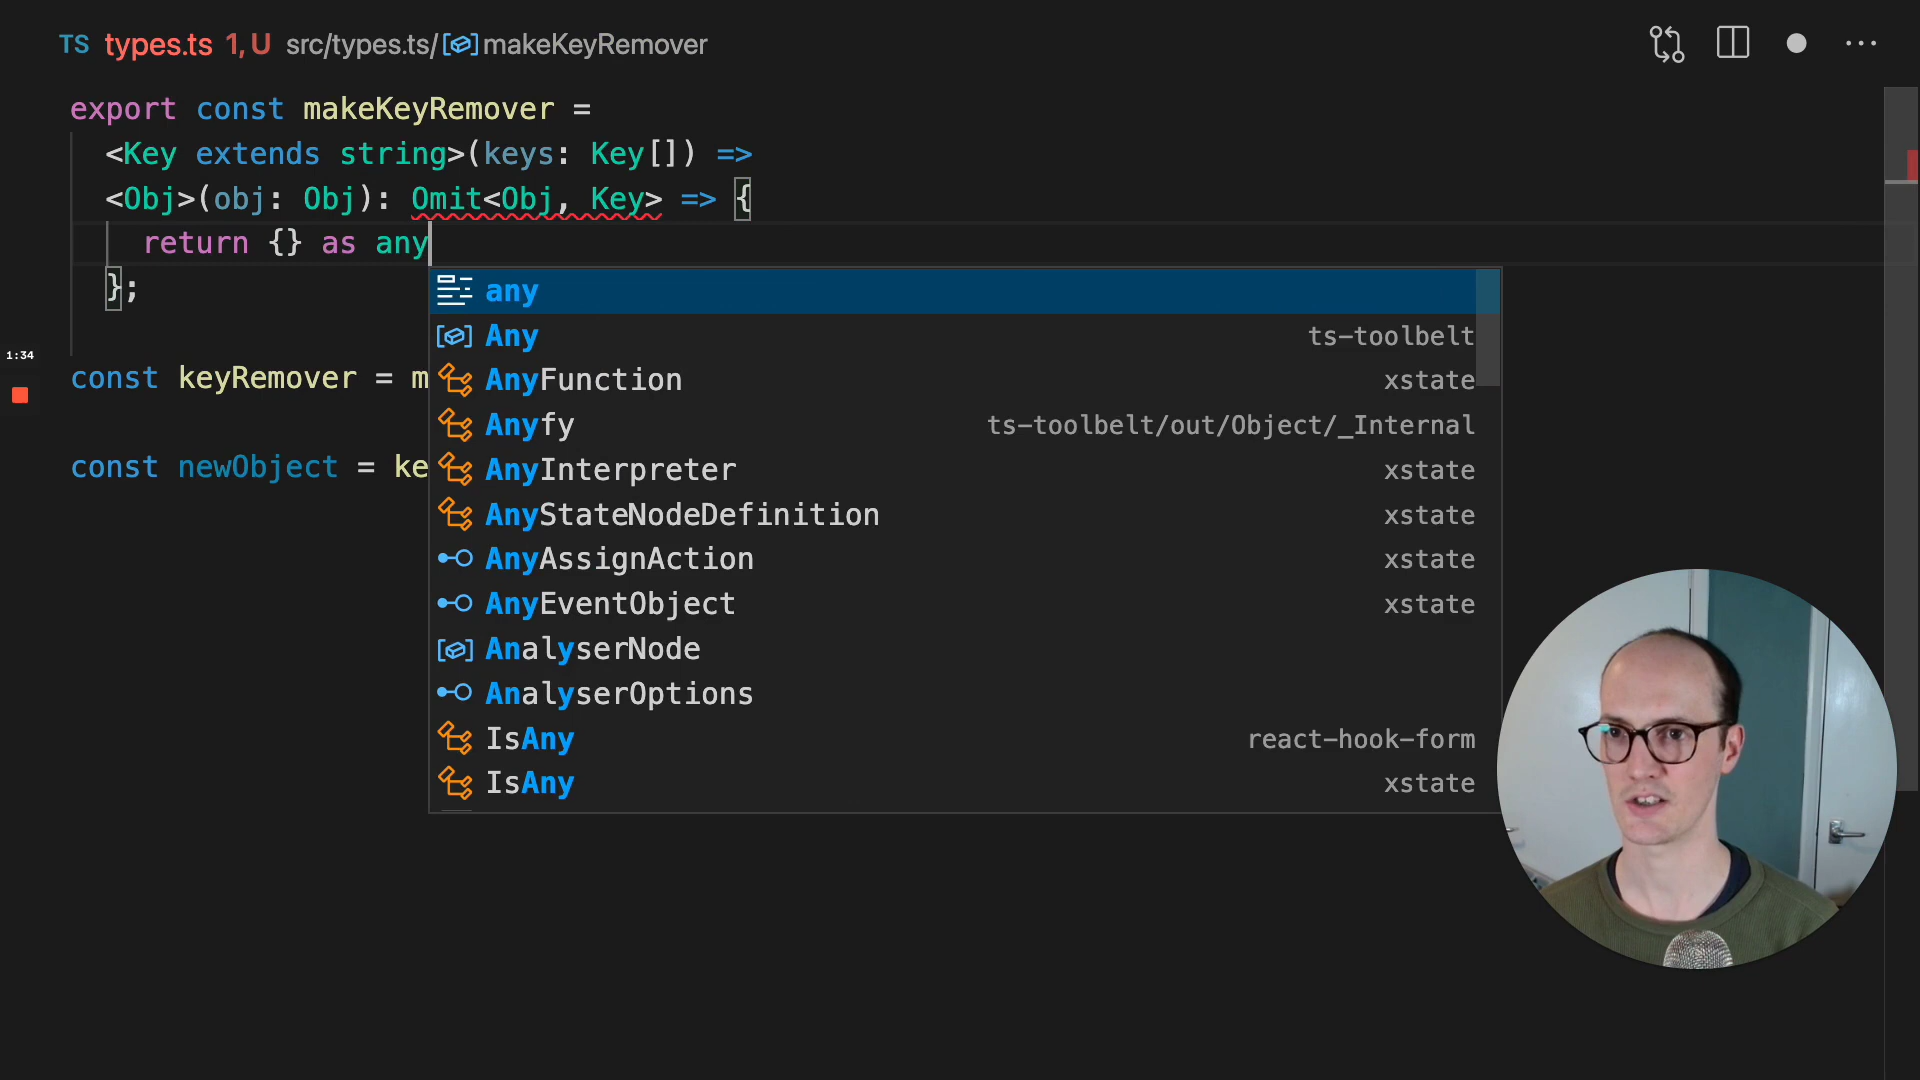 TS types.ts 1, U src/types.ts/ makeKeyRemover
export const makeKeyRemover =
<Key extends string>(keys: Key[]) =>
<Obj>(obj: Obj): Omit<Obj, Key> => {
return {} as any
};
1:34
const keyRemover = m
const newObject = ke
any
Any ts-toolbelt
AnyFunction xstate
Anyfy ts-toolbelt/out/Object/_Internal
AnyInterpreter xstate
AnyStateNodeDefinition xstate
AnyAssignAction xstate
AnyEventObject xstate
AnalyserNode
AnalyserOptions
IsAny react-hook-form
IsAny xstate